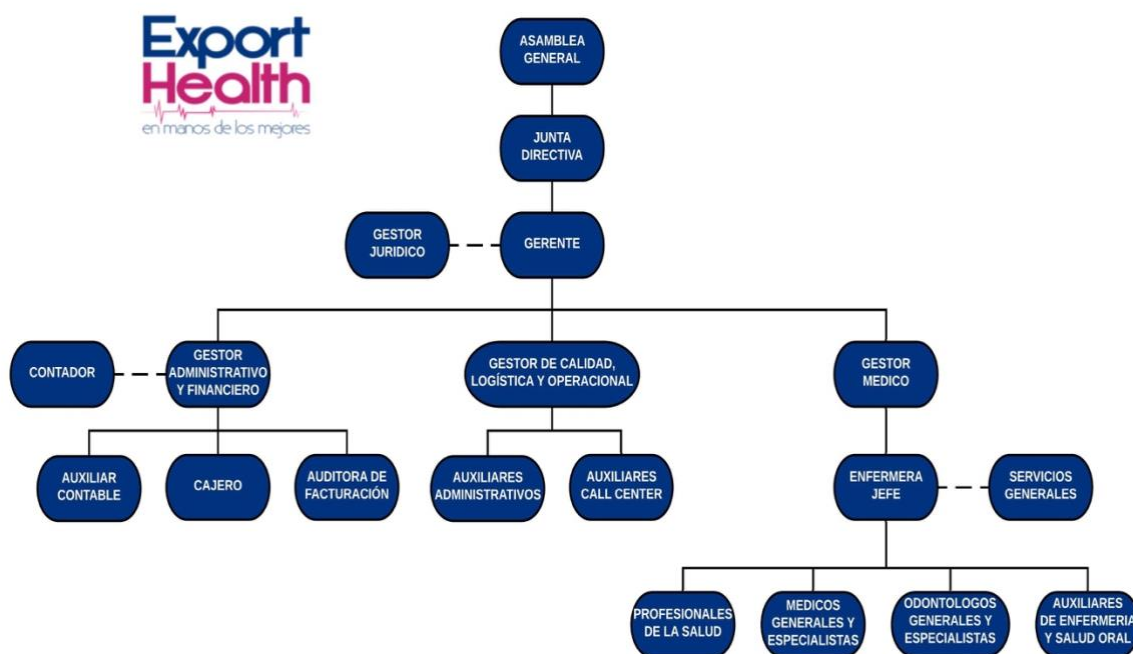 Export
Health
en manos de los mejores
ASAMBLEA
GENERAL
JUNTA
DIRECTIVA
GESTOR
JURIDICO
GERENTE
CONTADOR
GESTOR
ADMINISTRATIVO
Y FINANCIERO
GESTOR DE CALIDAD,
LOGÍSTICA Y OPERACIONAL
GESTOR
MEDICO
AUXILIAR
CONTABLE
CAJERO
AUDITORA DE
FACTURACIÓN
AUXILIARES
ADMINISTRATIVOS
AUXILIARES
CALL CENTER
ENFERMERA
JEFE
SERVICIOS
GENERALES
PROFESIONALES
DE LA SALUD
MEDICOS
GENERALES Y
ESPECIALISTAS
ODONTOLOGOS
GENERALES Y
ESPECIALISTAS
AUXILIARES
DE ENFERMERIA
Y SALUD ORAL